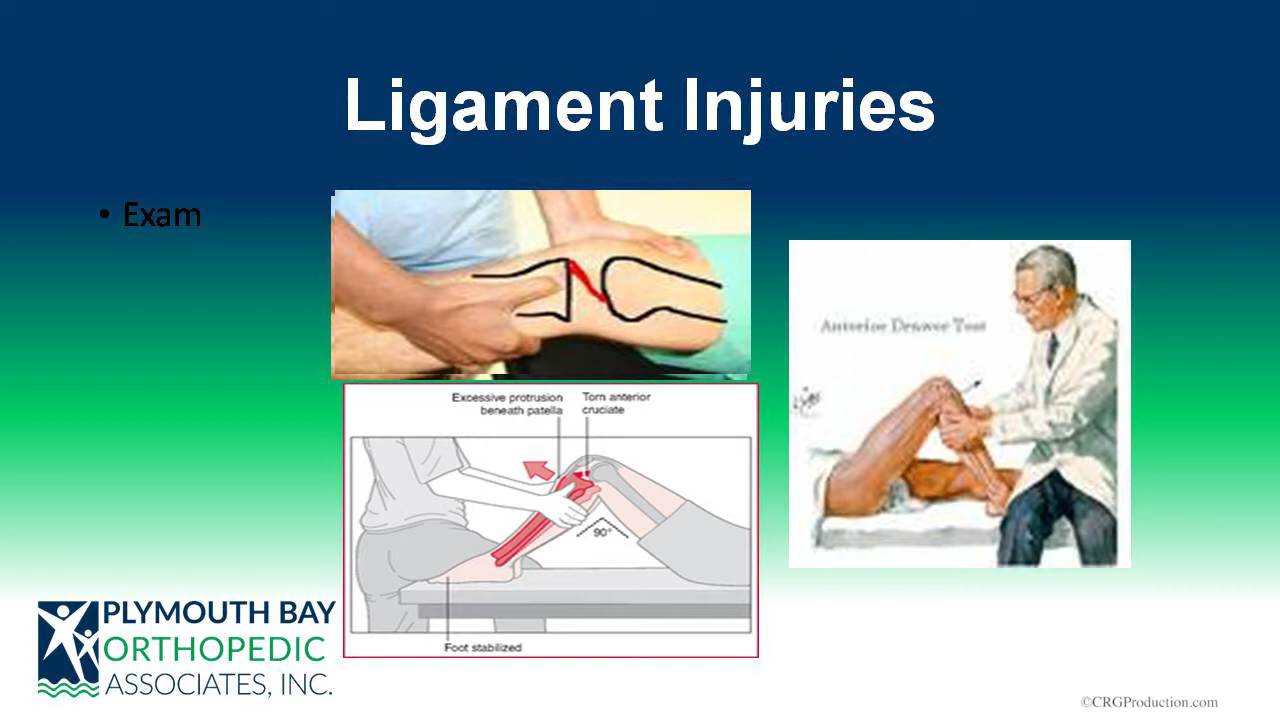 Ligament Injuries
• Exam
Anterior Drawer Test
Excessive protrusion
beneath patella
Torn anterior
cruciate
90°
Foot stabilized
PLYMOUTH BAY
ORTHOPEDIC
ASSOCIATES, INC.
©CRGProduction.com